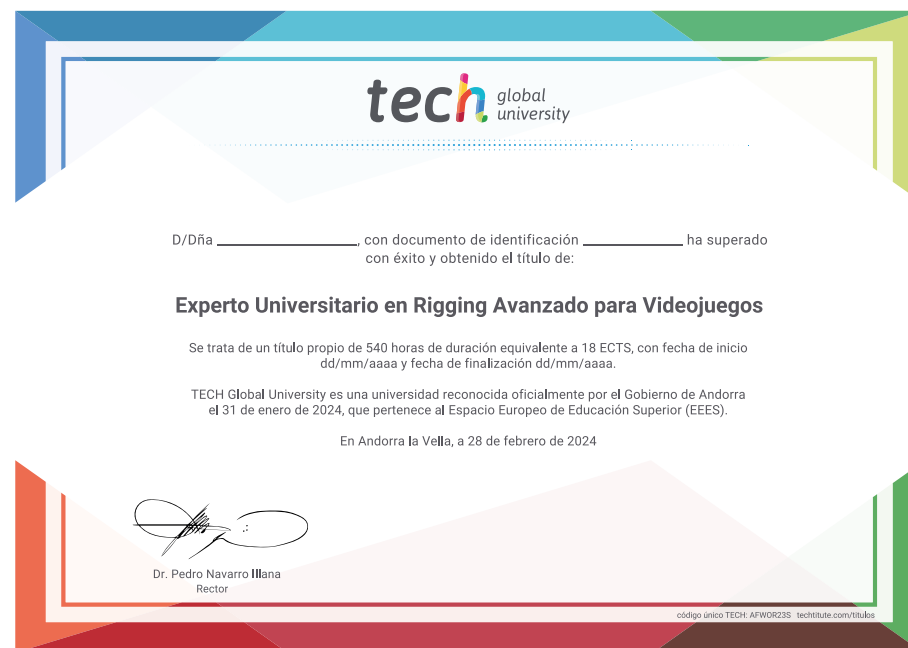 tech global university
D/Dña ________________, con documento de identificación ____________ ha superado
con éxito y obtenido el título de:
Experto Universitario en Rigging Avanzado para Videojuegos
Se trata de un título propio de 540 horas de duración equivalente a 18 ECTS, con fecha de inicio
dd/mm/aaaa y fecha de finalización dd/mm/aaaa.
TECH Global University es una universidad reconocida oficialmente por el Gobierno de Andorra
el 31 de enero de 2024, que pertenece al Espacio Europeo de Educación Superior (EEES).
En Andorra la Vella, a 28 de febrero de 2024
Dr. Pedro Navarro Illana
Rector
código único TECH: AFWOR23S techtitute.com/titulos